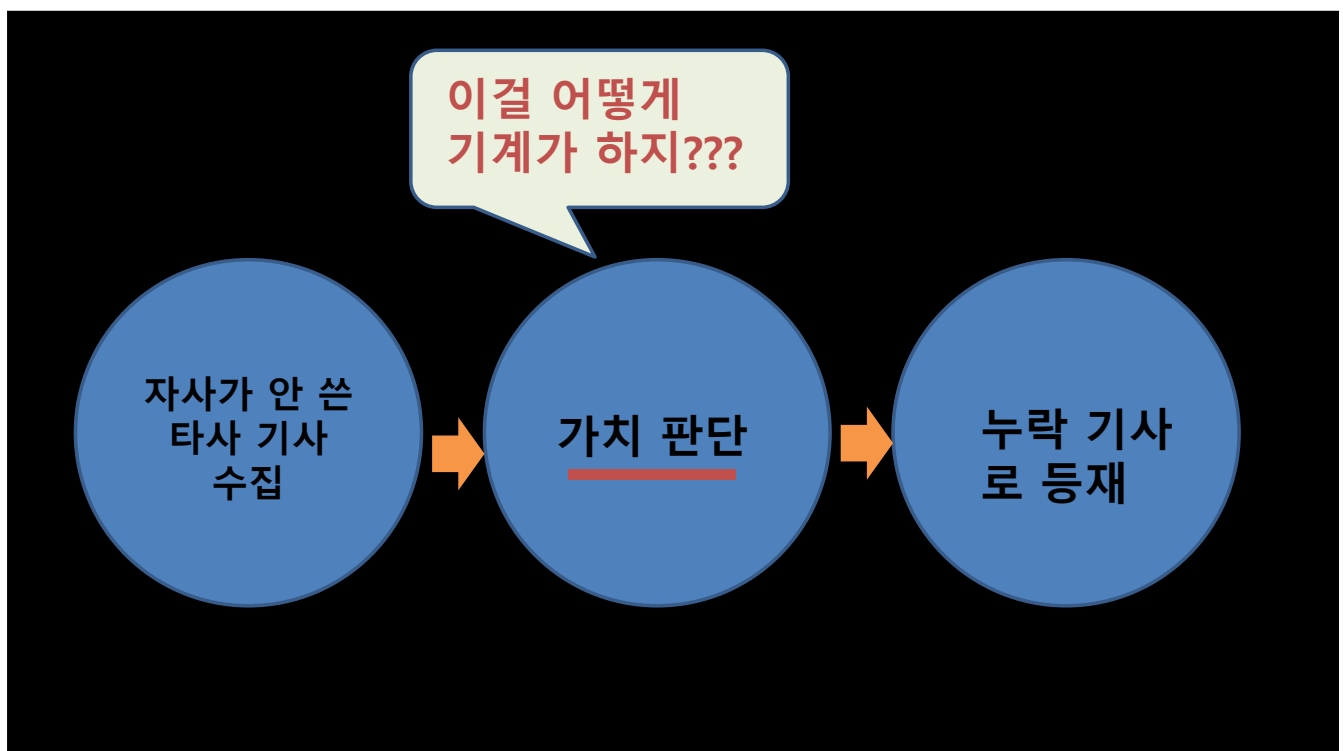 이걸 어떻게
기계가 하지???
자사가 안 쓴
타사 기사
수집
가치 판단
누락 기사
로 등재